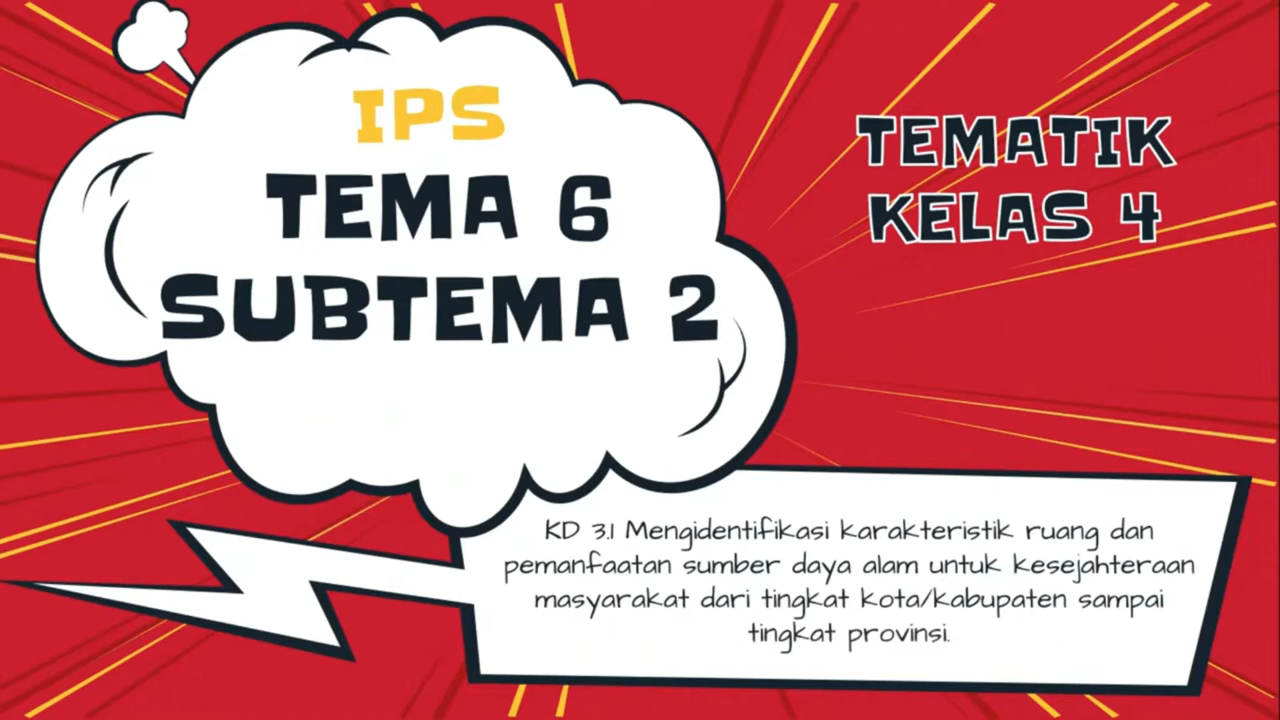 IPS
TEMA 6
SUBTEMA 2
TEMATIK
KELAS 4
KD 3.1 Mengidentifikasi karakteristik ruang dan
pemanfaatan sumber daya alam untuk kesejahteraan
masyarakat dari tingkat kota/kabupaten sampai
tingkat provinsi.